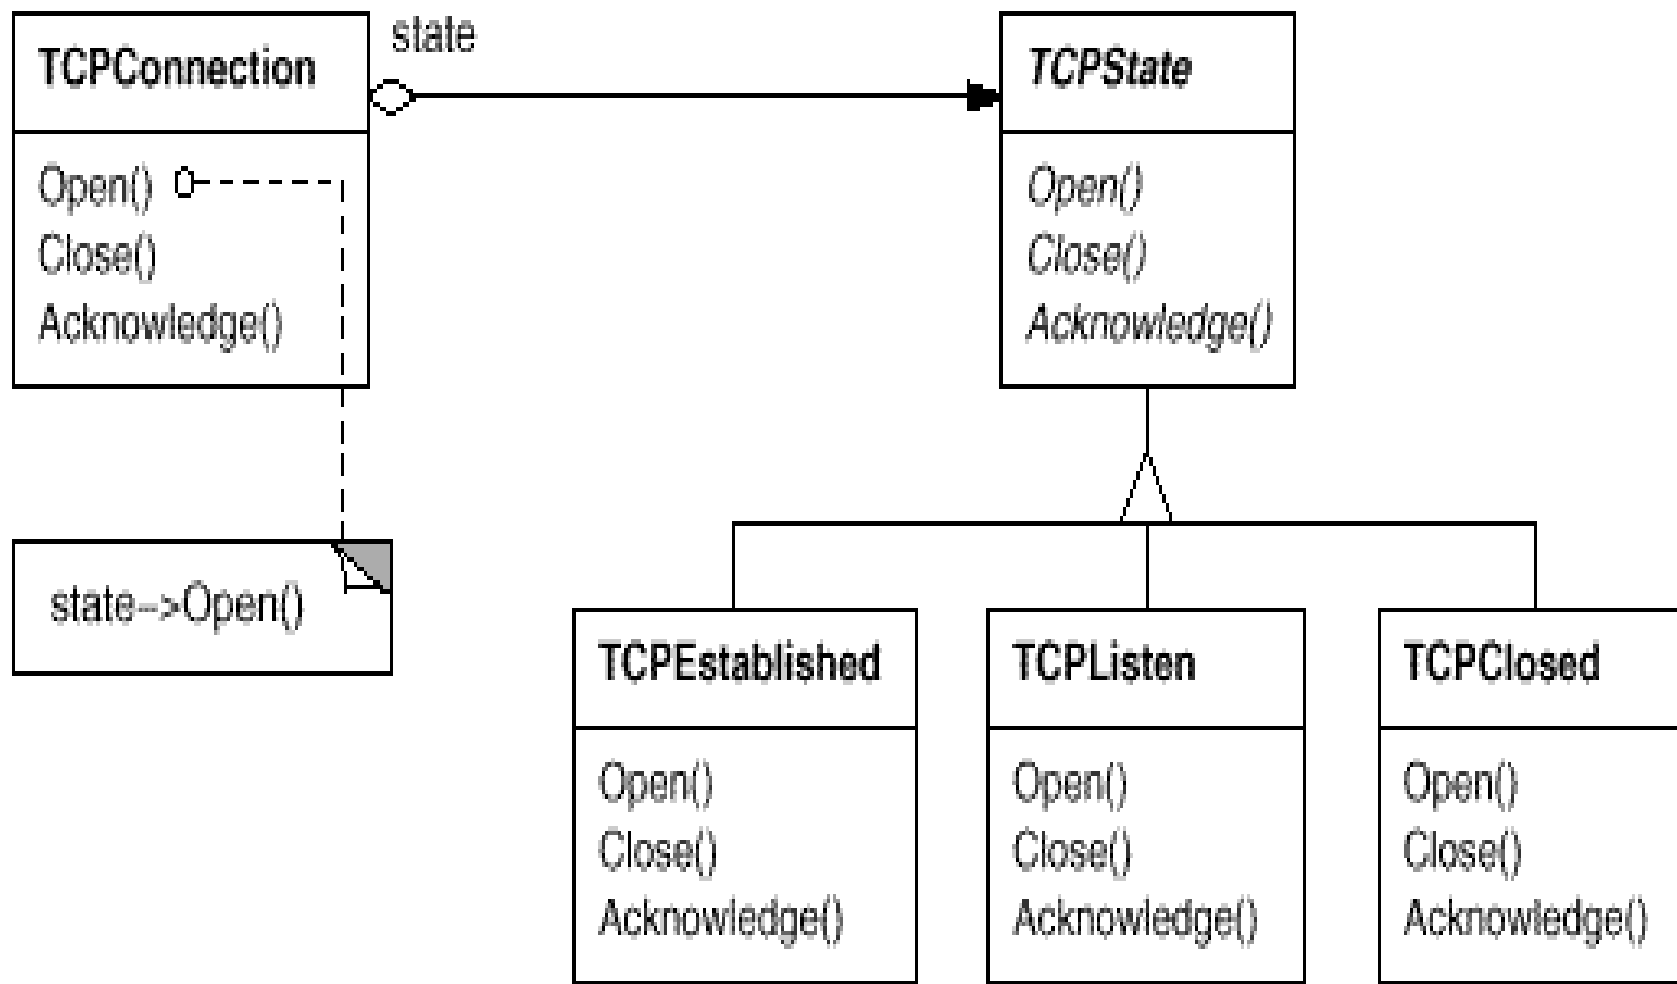 TCPConnection
Open()
Close()
Acknowledge()
state
TCPState
Open()
Close()
Acknowledge()
state->Open()
TCPEstablished
Open()
Close()
Acknowledge()
TCPListen
Open()
Close()
Acknowledge()
TCPClosed
Open()
Close()
Acknowledge()